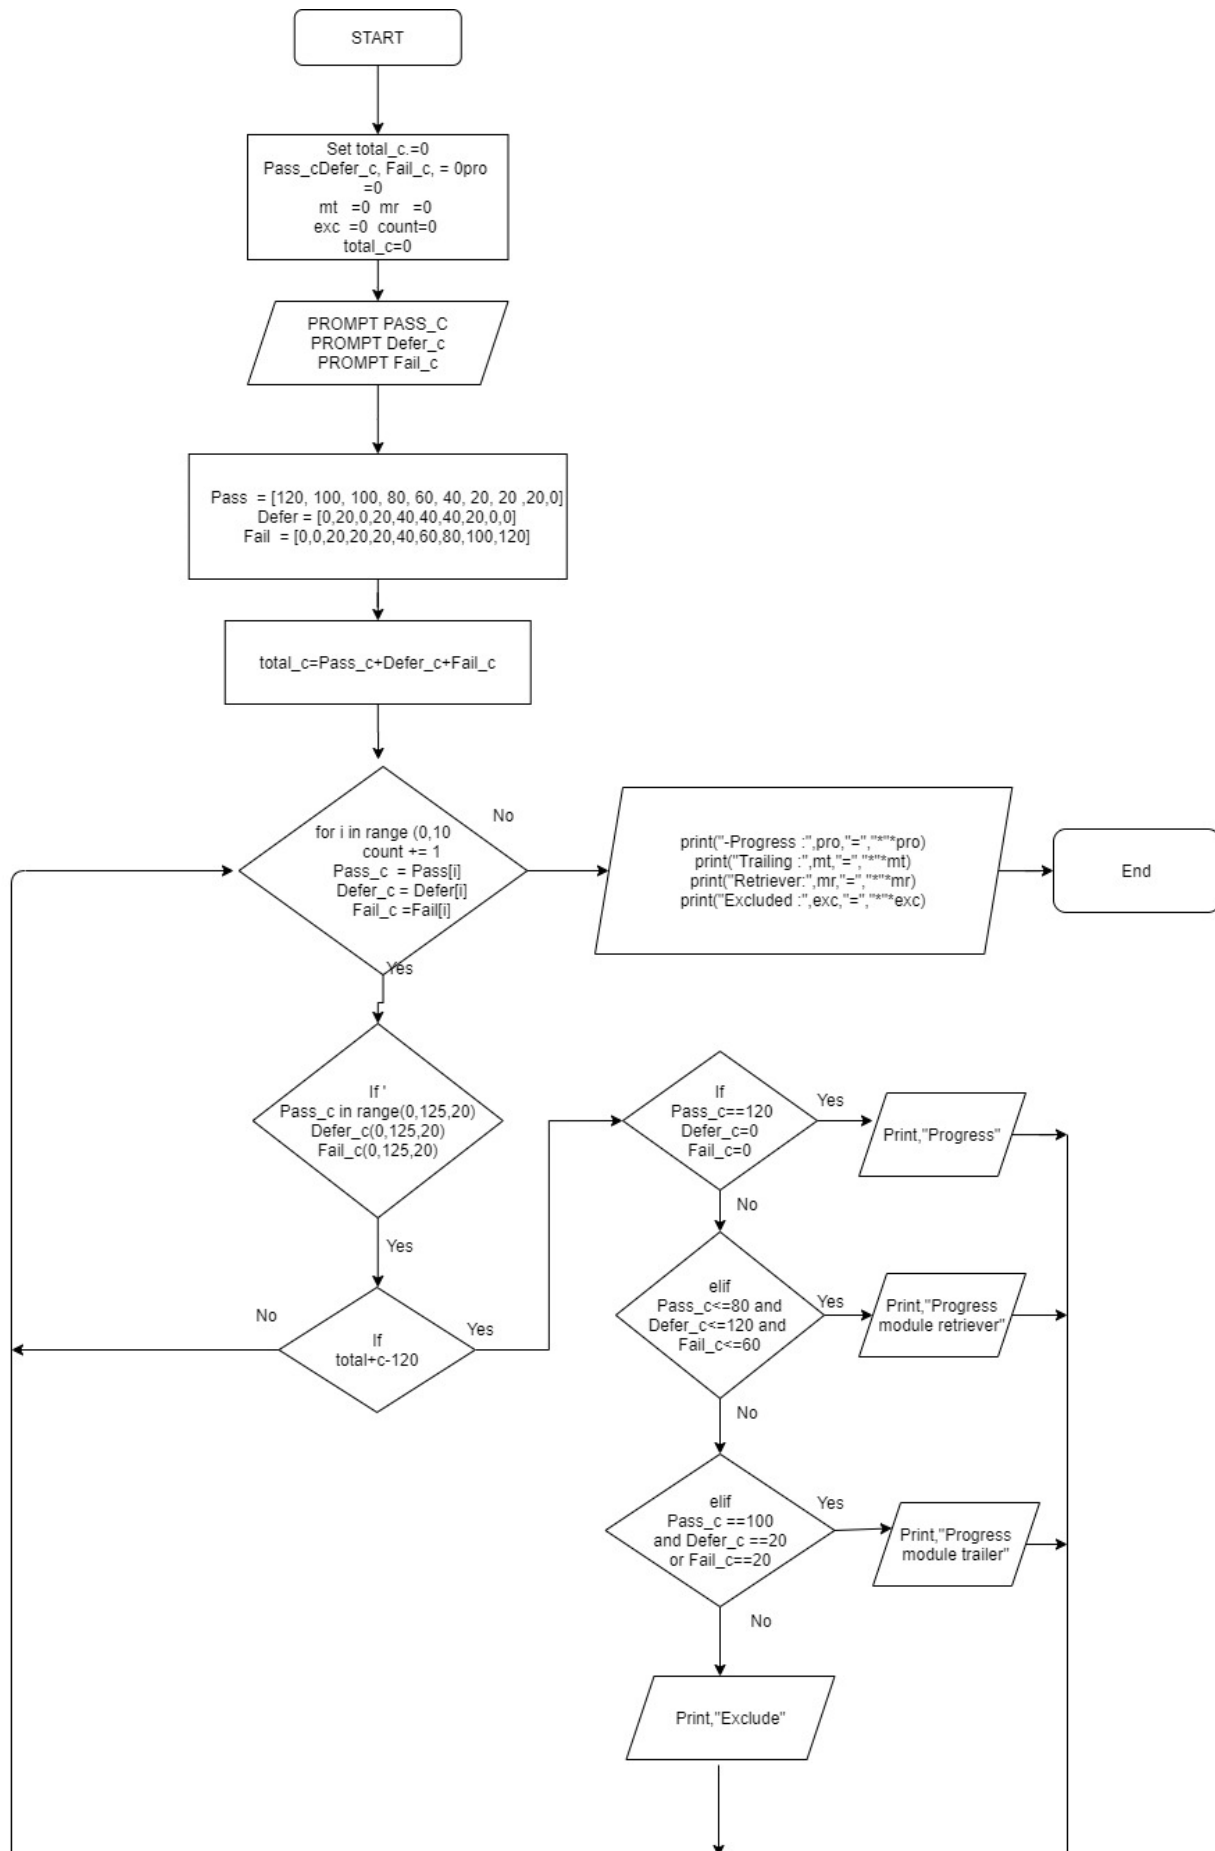 START
Set total_c.=0
Pass_cDefer_c, Fail_c, = 0pro
=0
mt =0 mr =0
exc =0 count=0
total_c=0
PROMPT PASS_C
PROMPT Defer_c
PROMPT Fail_c
Pass = [120, 100, 100, 80, 60, 40, 20, 20 ,20,0]
Defer = [0,20,0,20,40,40,40,20,0,0]
Fail = [0,0,20,20,20,40,60,80,100,120]
total_c=Pass_c+Defer_c+Fail_c
for i in range (0,10
count += 1
Pass_c = Pass[i]
Defer_c = Defer[i]
Fail_c =Fail[i]
No
print("-Progress :",pro,"=","*"*pro)
print("Trailing :",mt,"=","*"*mt)
print("Retriever:",mr,"=","*"*mr)
print("Excluded :",exc,"=","*"*exc)
End
Yes
If '
Pass_c in range(0,125,20)
Defer_c(0,125,20)
Fail_c(0,125,20)
Yes
No
If
total+c-120
Yes
If
Pass_c==120
Defer_c=0
Fail_c=0
Yes
Print,"Progress"
No
elif
Pass_c<=80 and
Defer_c<=120 and
Fail_c<=60
Yes
Print,"Progress
module retriever"
No
elif
Pass_c ==100
and Defer_c ==20
or Fail_c==20
Yes
Print,"Progress
module trailer"
No
Print,"Exclude"